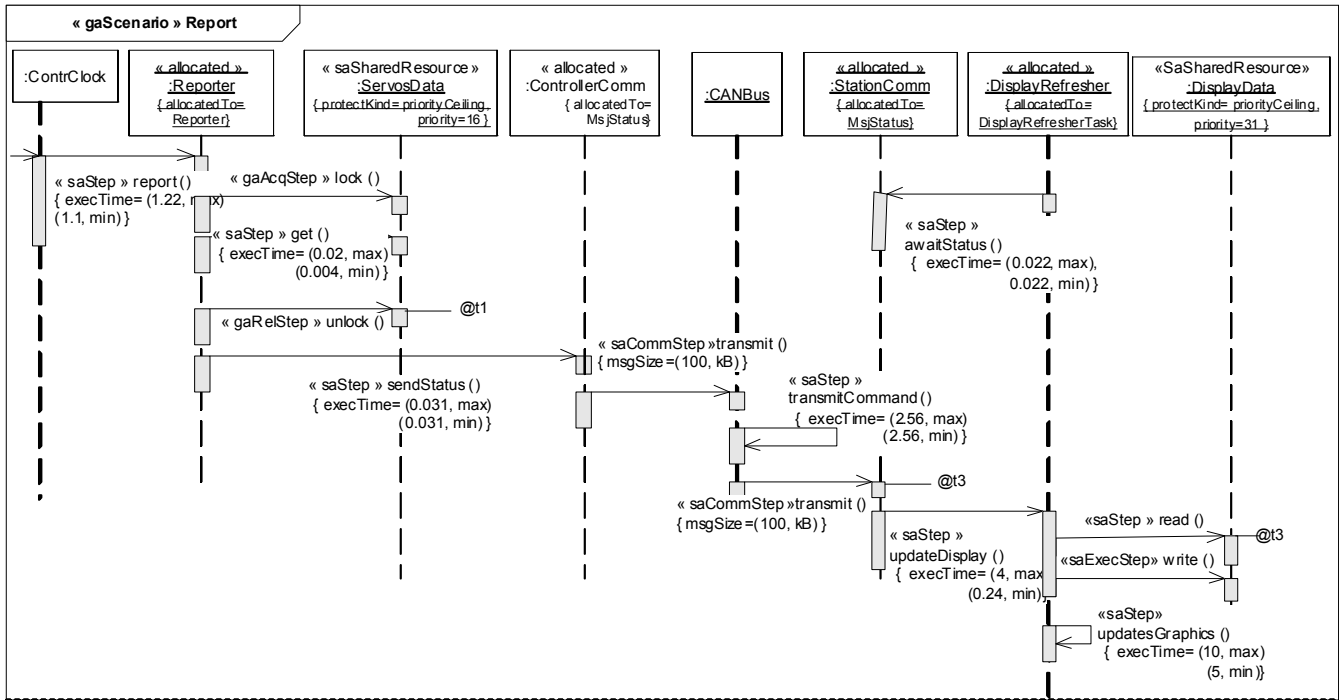 « gaScenario » Report
:ContrClock
« allocated »
:Reporter
{ allocatedTo=
Reporter}
« saSharedResource »
:ServosData
{ protectKind= priorityCeiling,
priority=16 }
« allocated »
:ControllerComm
{ allocatedTo=
MsjStatus}
:CANBus
« allocated »
:StationComm
{ allocatedTo=
MsjStatus}
« allocated »
:DisplayRefresher
{ allocatedTo=
DisplayRefresherTask}
«SaSharedResource»
:DisplayData
{ protectKind= priorityCeiling,
priority=31 }
« saStep » report()
{ execTime= (1.22, max)
(1.1, min) }
« gaAcqStep » lock ()
« saStep » get ()
{ execTime= (0.02, max)
(0.004, min) }
« saStep »
awaitStatus()
{ execTime= (0.022, max),
0.022, min) }
@t1
« gaRelStep » unlock ()
« saCommStep »transmit ()
{ msgSize=(100, kB) }
« saStep » sendStatus()
{ execTime= (0.031, max)
(0.031, min) }
« saStep »
transmitCommand()
{ execTime= (2.56, max)
(2.56, min) }
@t3
« saCommStep »transmit ()
{ msgSize=(100, kB) }
« saStep »
updateDisplay ()
{ execTime= (4, max
(0.24, min)}
«saStep » read ()
@t3
«saExecStep» write ()
«saStep»
updatesGraphics ()
{ execTime= (10, max)
(5, min)}